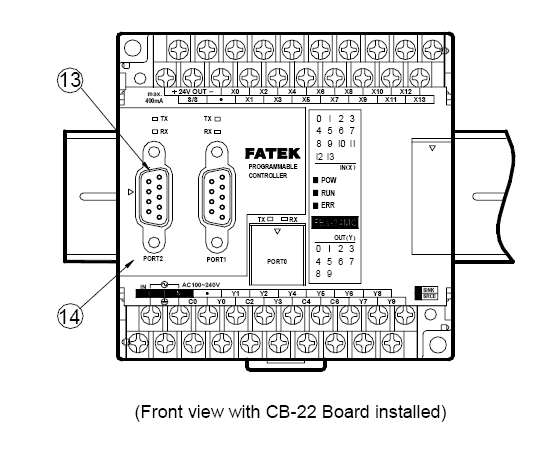 13
max. 400mA
+ 24V OUT − X0 X2 X4 X6 X8 X10 X12
S/S • X1 X3 X5 X7 X9 X11 X13
TX TX
RX RX
FATEK
PROGRAMMABLE
CONTROLLER
0 1 2 3
4 5 6 7
8 9 10 11
12 13
IN(X)
POW
RUN
ERR
TX RX
OUT(Y)
0 1 2 3
4 5 6 7
8 9
PORT2 PORT1 PORT0
14
IN AC100~240V
SINK
SRCE
• Y1 Y2 Y4 Y5 Y6 Y8
C0 Y0 C2 Y3 C4 C6 Y7 Y9
(Front view with CB-22 Board installed)